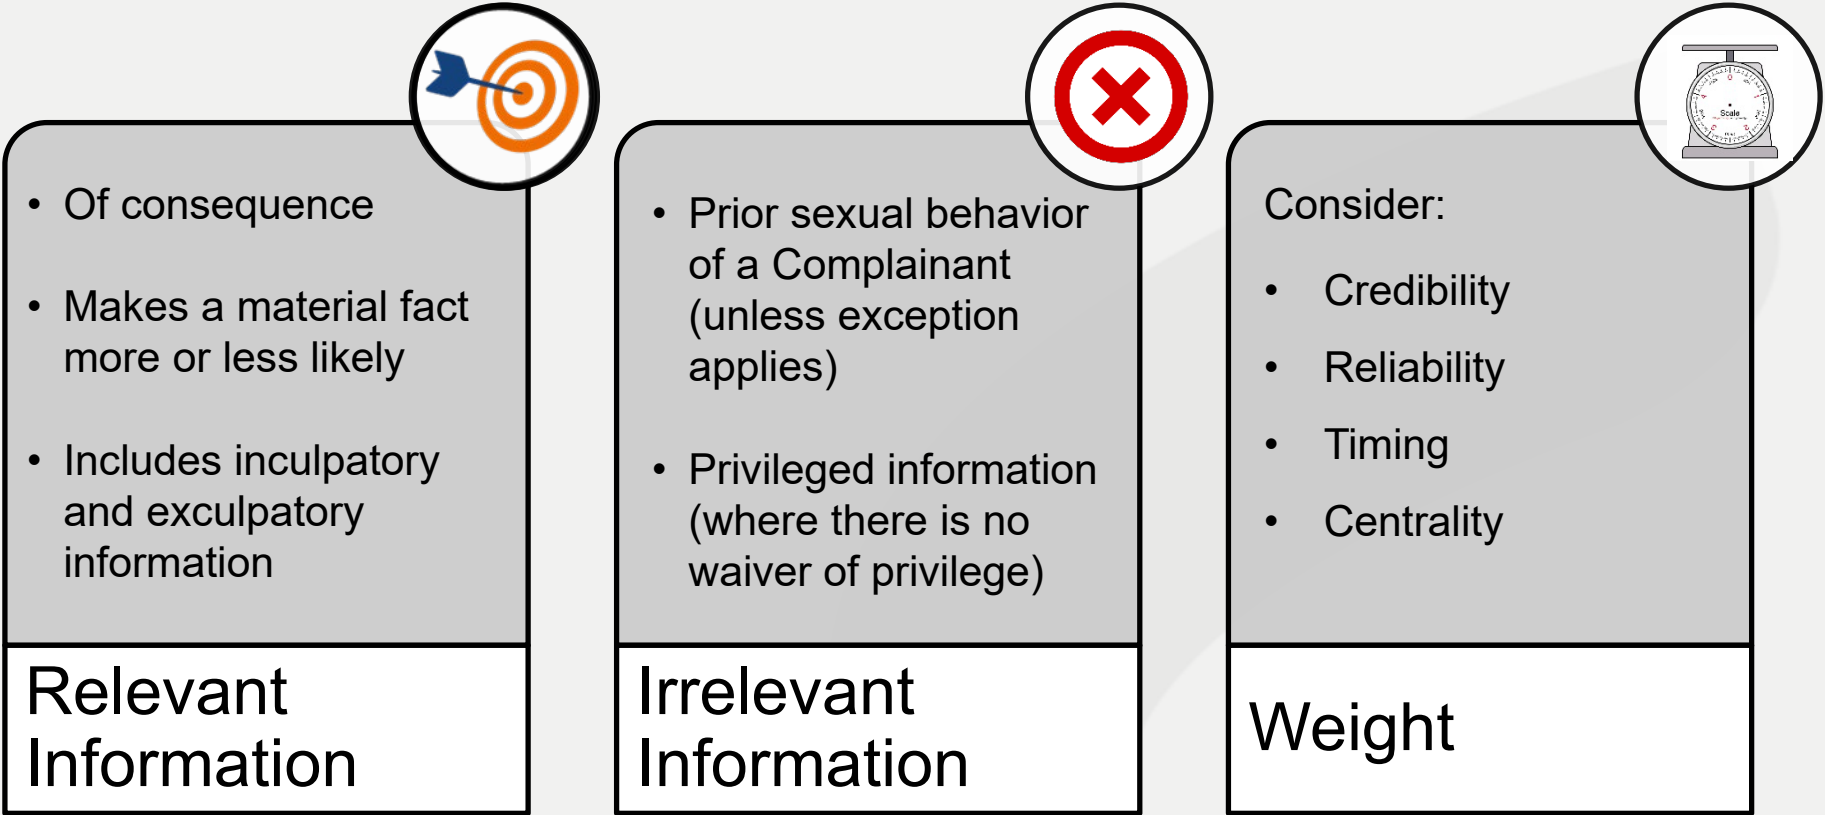 • Of consequence
• Makes a material fact
more or less likely
• Includes inculpatory
and exculpatory
information
Relevant
Information
• Prior sexual behavior
of a Complainant
(unless exception
applies)
• Privileged information
(where there is no
waiver of privilege)
Irrelevant
Information
Scale
Consider:
• Credibility
• Reliability
• Timing
• Centrality
Weight